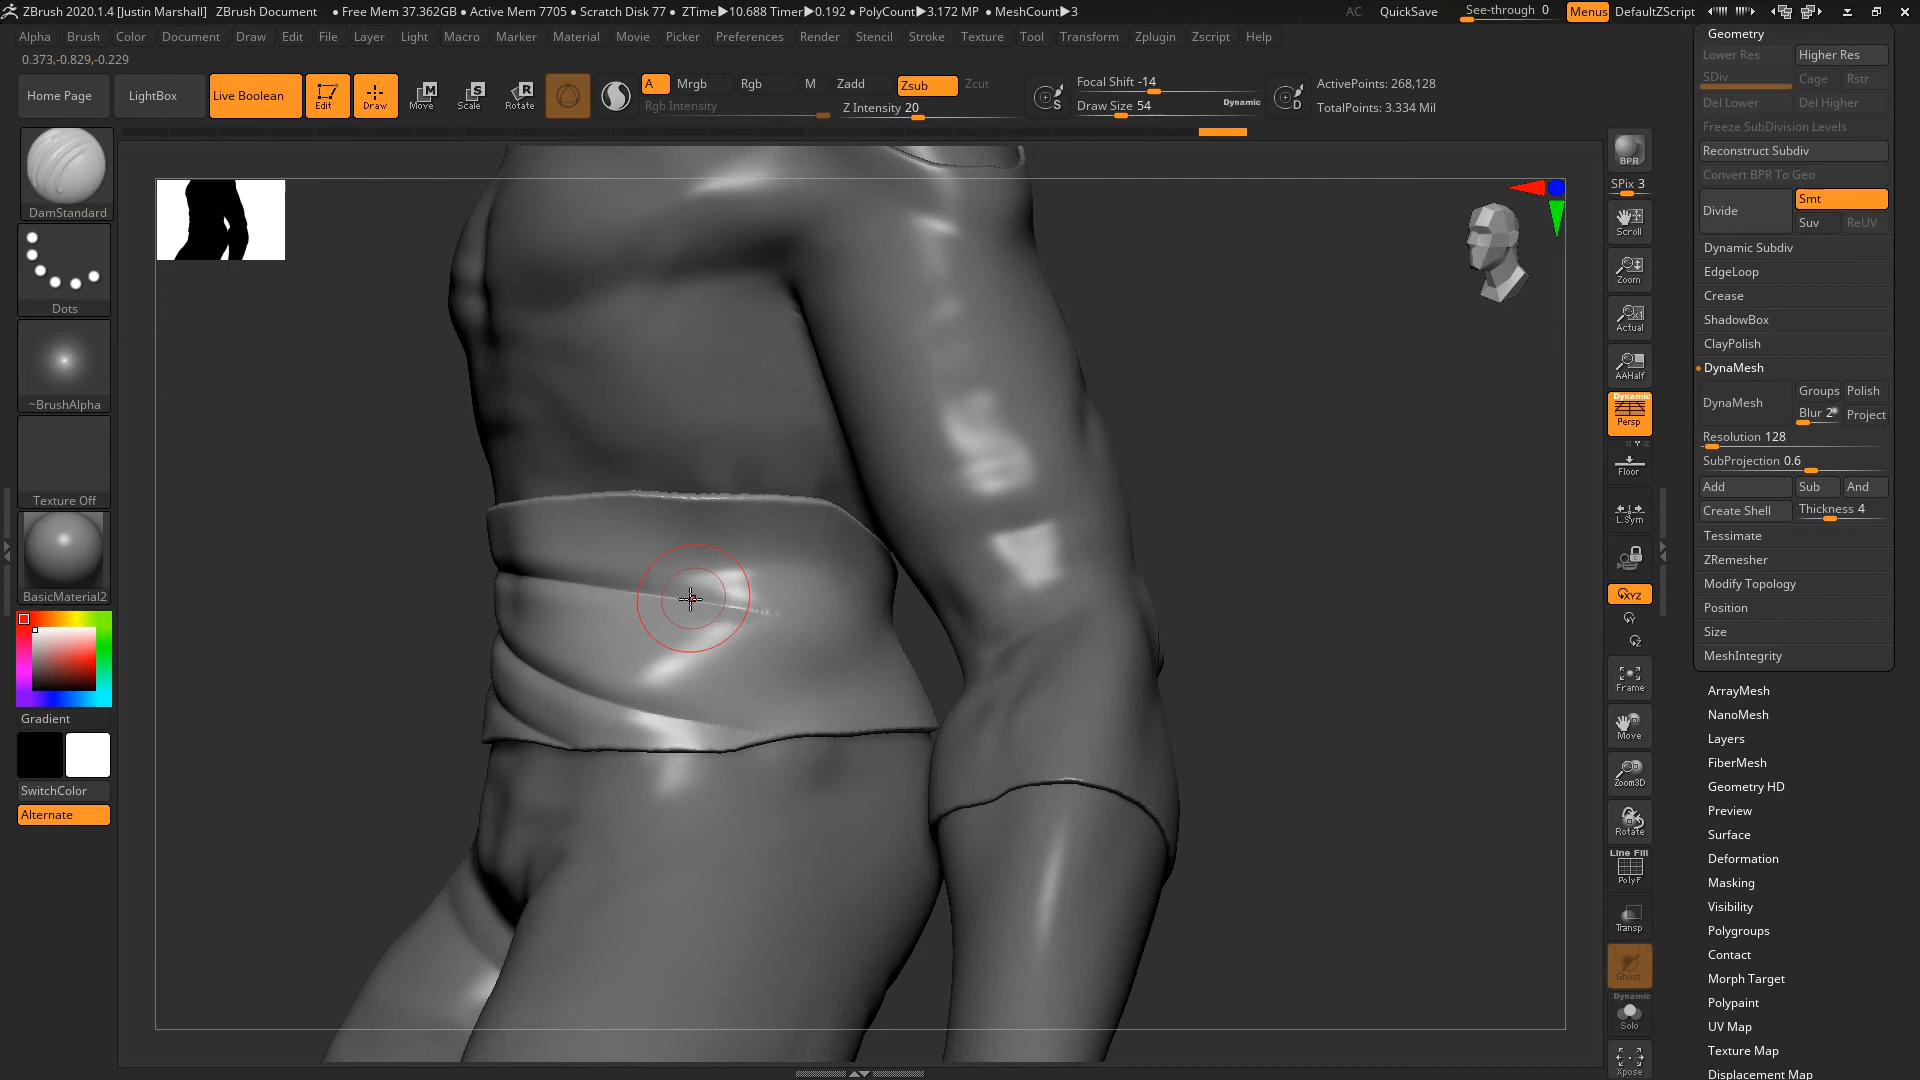 ZBrush 2020.1.4 [Justin Marshall] ZBrush Document • Free Mem 37.362GB • Active Mem 7705 • Scratch Disk 77 • ZTime▶10.688 Timer▶0.192 • PolyCount▶3.172 MP • MeshCount▶3 AC QuickSave See-through 0 Menus DefaultZScript
Alpha Brush Color Document Draw Edit File Layer Light Macro Marker Material Movie Picker Preferences Render Stencil Stroke Texture Tool Transform Zplugin Zscript Help
0.373,-0.829,-0.229
Home Page LightBox Live Boolean Edit Draw Move Scale Rotate
A Mrgb Rgb M Zadd Zsub Zcut
Rgb Intensity Z Intensity 20
S Focal Shift -14
Draw Size 54 Dynamic
D ActivePoints: 268,128
TotalPoints: 3.334 Mil
DamStandard
Dots
~BrushAlpha
Texture Off
BasicMaterial2
Gradient
SwitchColor
Alternate
BPR
SPix 3
Scroll
Zoom
Actual
AAHalf
Dynamic
Persp
Floor
L.Sym
XYZ
Frame
Move
Zoom3D
Rotate
Line Fill
PolyF
Transp
Ghost
Dynamic
Solo
Xpose
Geometry
Lower Res Higher Res
SDiv Cage Rstr
Del Lower Del Higher
Freeze SubDivision Levels
Reconstruct Subdiv
Convert BPR To Geo
Divide Smt
Suv ReUV
Dynamic Subdiv
EdgeLoop
Crease
ShadowBox
ClayPolish
DynaMesh
DynaMesh Groups Polish
Blur 2 Project
Resolution 128
SubProjection 0.6
Add Sub And
Create Shell Thickness 4
Tessimate
ZRemesher
Modify Topology
Position
Size
MeshIntegrity
ArrayMesh
NanoMesh
Layers
FiberMesh
Geometry HD
Preview
Surface
Deformation
Masking
Visibility
Polygroups
Contact
Morph Target
Polypaint
UV Map
Texture Map
Displacement Map